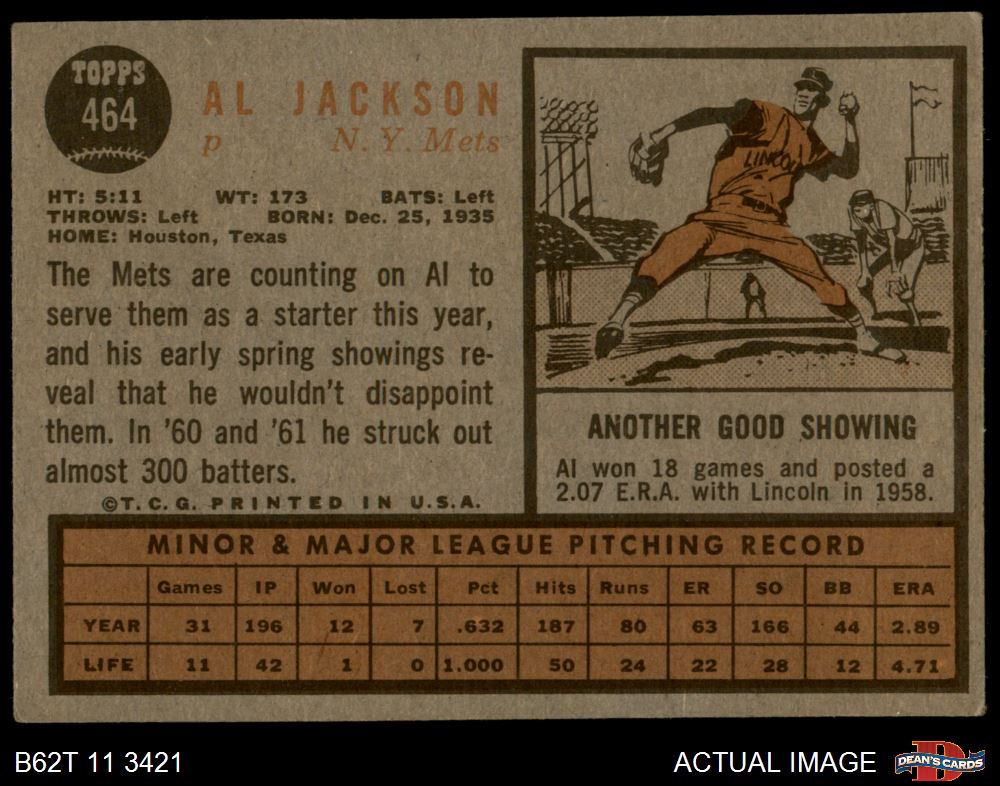 TOPPS
464
AL JACKSON
p N. Y. Mets
HT: 5:11 WT: 173 BATS: Left
THROWS: Left BORN: Dec. 25, 1935
HOME: Houston, Texas
The Mets are counting on Al to
serve them as a starter this year,
and his early spring showings re-
veal that he wouldn't disappoint
them. In '60 and '61 he struck out
almost 300 batters.
©T. C. G. PRINTED IN U.S.A.
LINCOL
ANOTHER GOOD SHOWING
Al won 18 games and posted a
2.07 E.R.A. with Lincoln in 1958.
MINOR & MAJOR LEAGUE PITCHING RECORD
Games IP Won Lost Pct Hits Runs ER SO BB ERA
YEAR 31 196 12 7 .632 187 80 63 166 44 2.89
LIFE 11 42 1 0 1.000 50 24 22 28 12 4.71
B62T 11 3421
ACTUAL IMAGE
D
DEAN'S CARDS